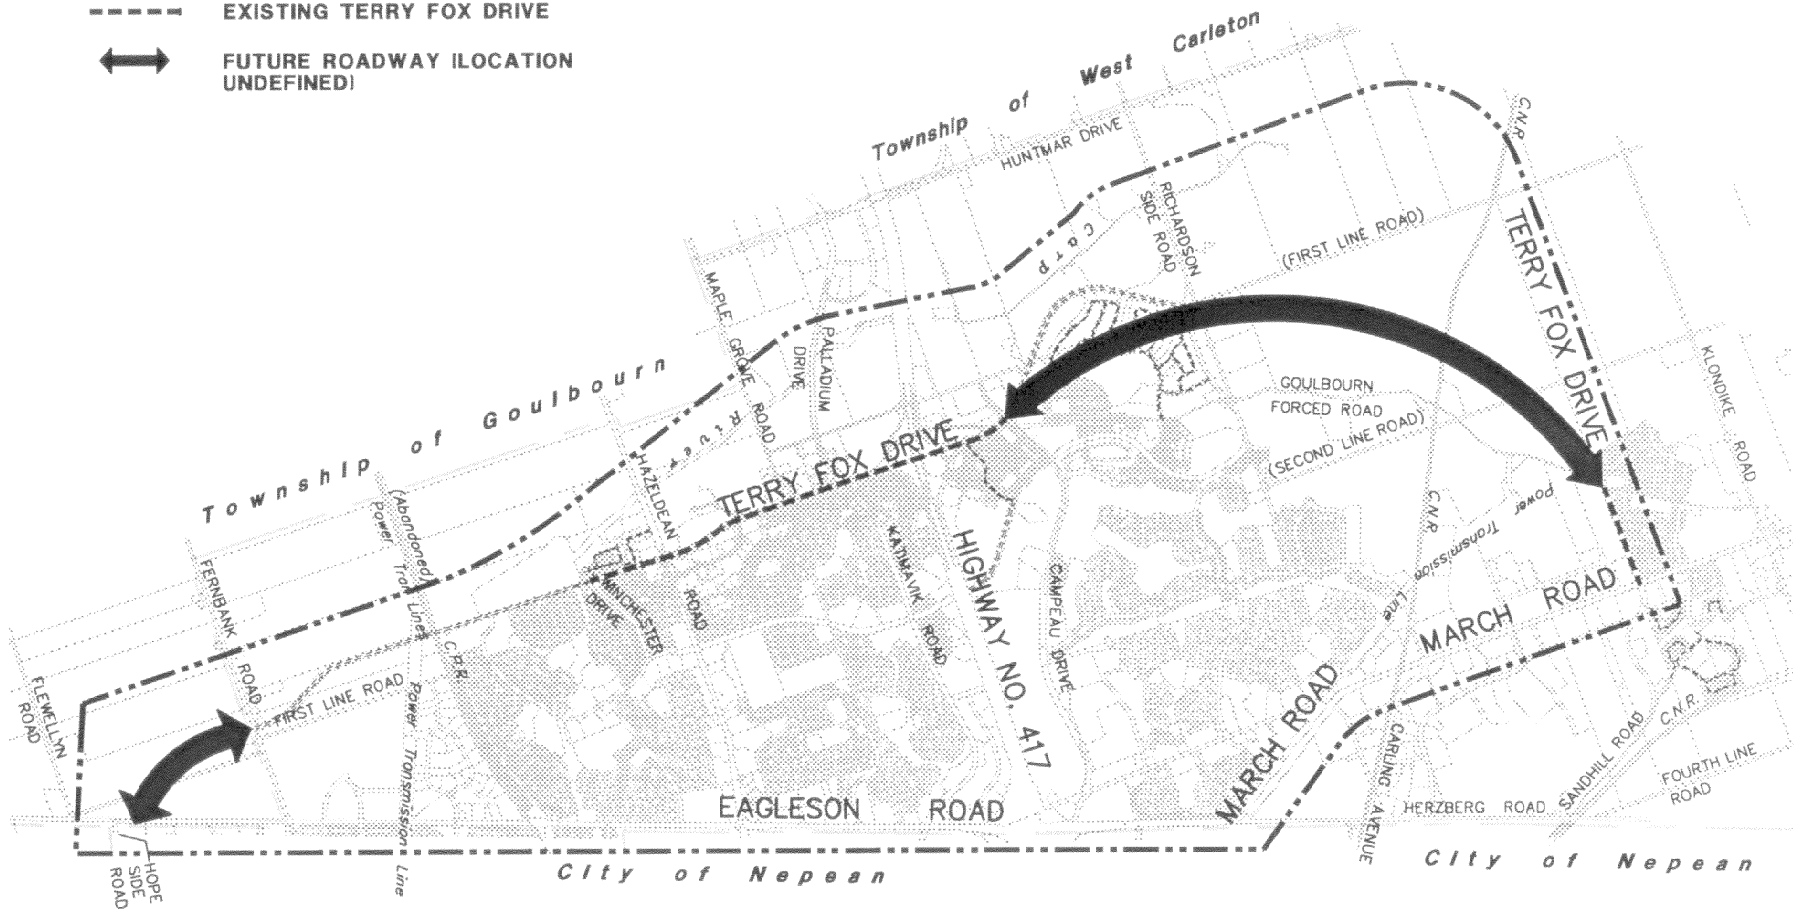 EXISTING TERRY FOX DRIVE
FUTURE ROADWAY (LOCATION
UNDEFINED)
Township of West Carleton
C.N.R.
HUNTMAR DRIVE
RICHARDSON
SIDE ROAD
Carp
(FIRST LINE ROAD)
TERRY FOX DRIVE
MAPLE GROVE ROAD
PALLADIUM
DRIVE
KLONDIKE ROAD
Township of Goulbourn
GOULBOURN
FORCED ROAD
River
TERRY FOX DRIVE
(SECOND LINE ROAD)
HAZELDEAN ROAD
(Abandoned)
Power Tran. Lines
C.N.R.
Power Transmission Line
KATIMAVIK ROAD
HIGHWAY NO. 417
CAMPEAU DRIVE
MARCH ROAD
FERNBANK ROAD
WINCHESTER
DRIVE
C.P.R.
FLEWELLYN
ROAD
FIRST LINE ROAD
Power Transmission Line
MARCH ROAD
CARLING AVENUE
SANDHILL ROAD
C.N.R.
FOURTH LINE
ROAD
EAGLESON ROAD
HERZBERG ROAD
HOPE
SIDE
ROAD
City of Nepean
City of Nepean